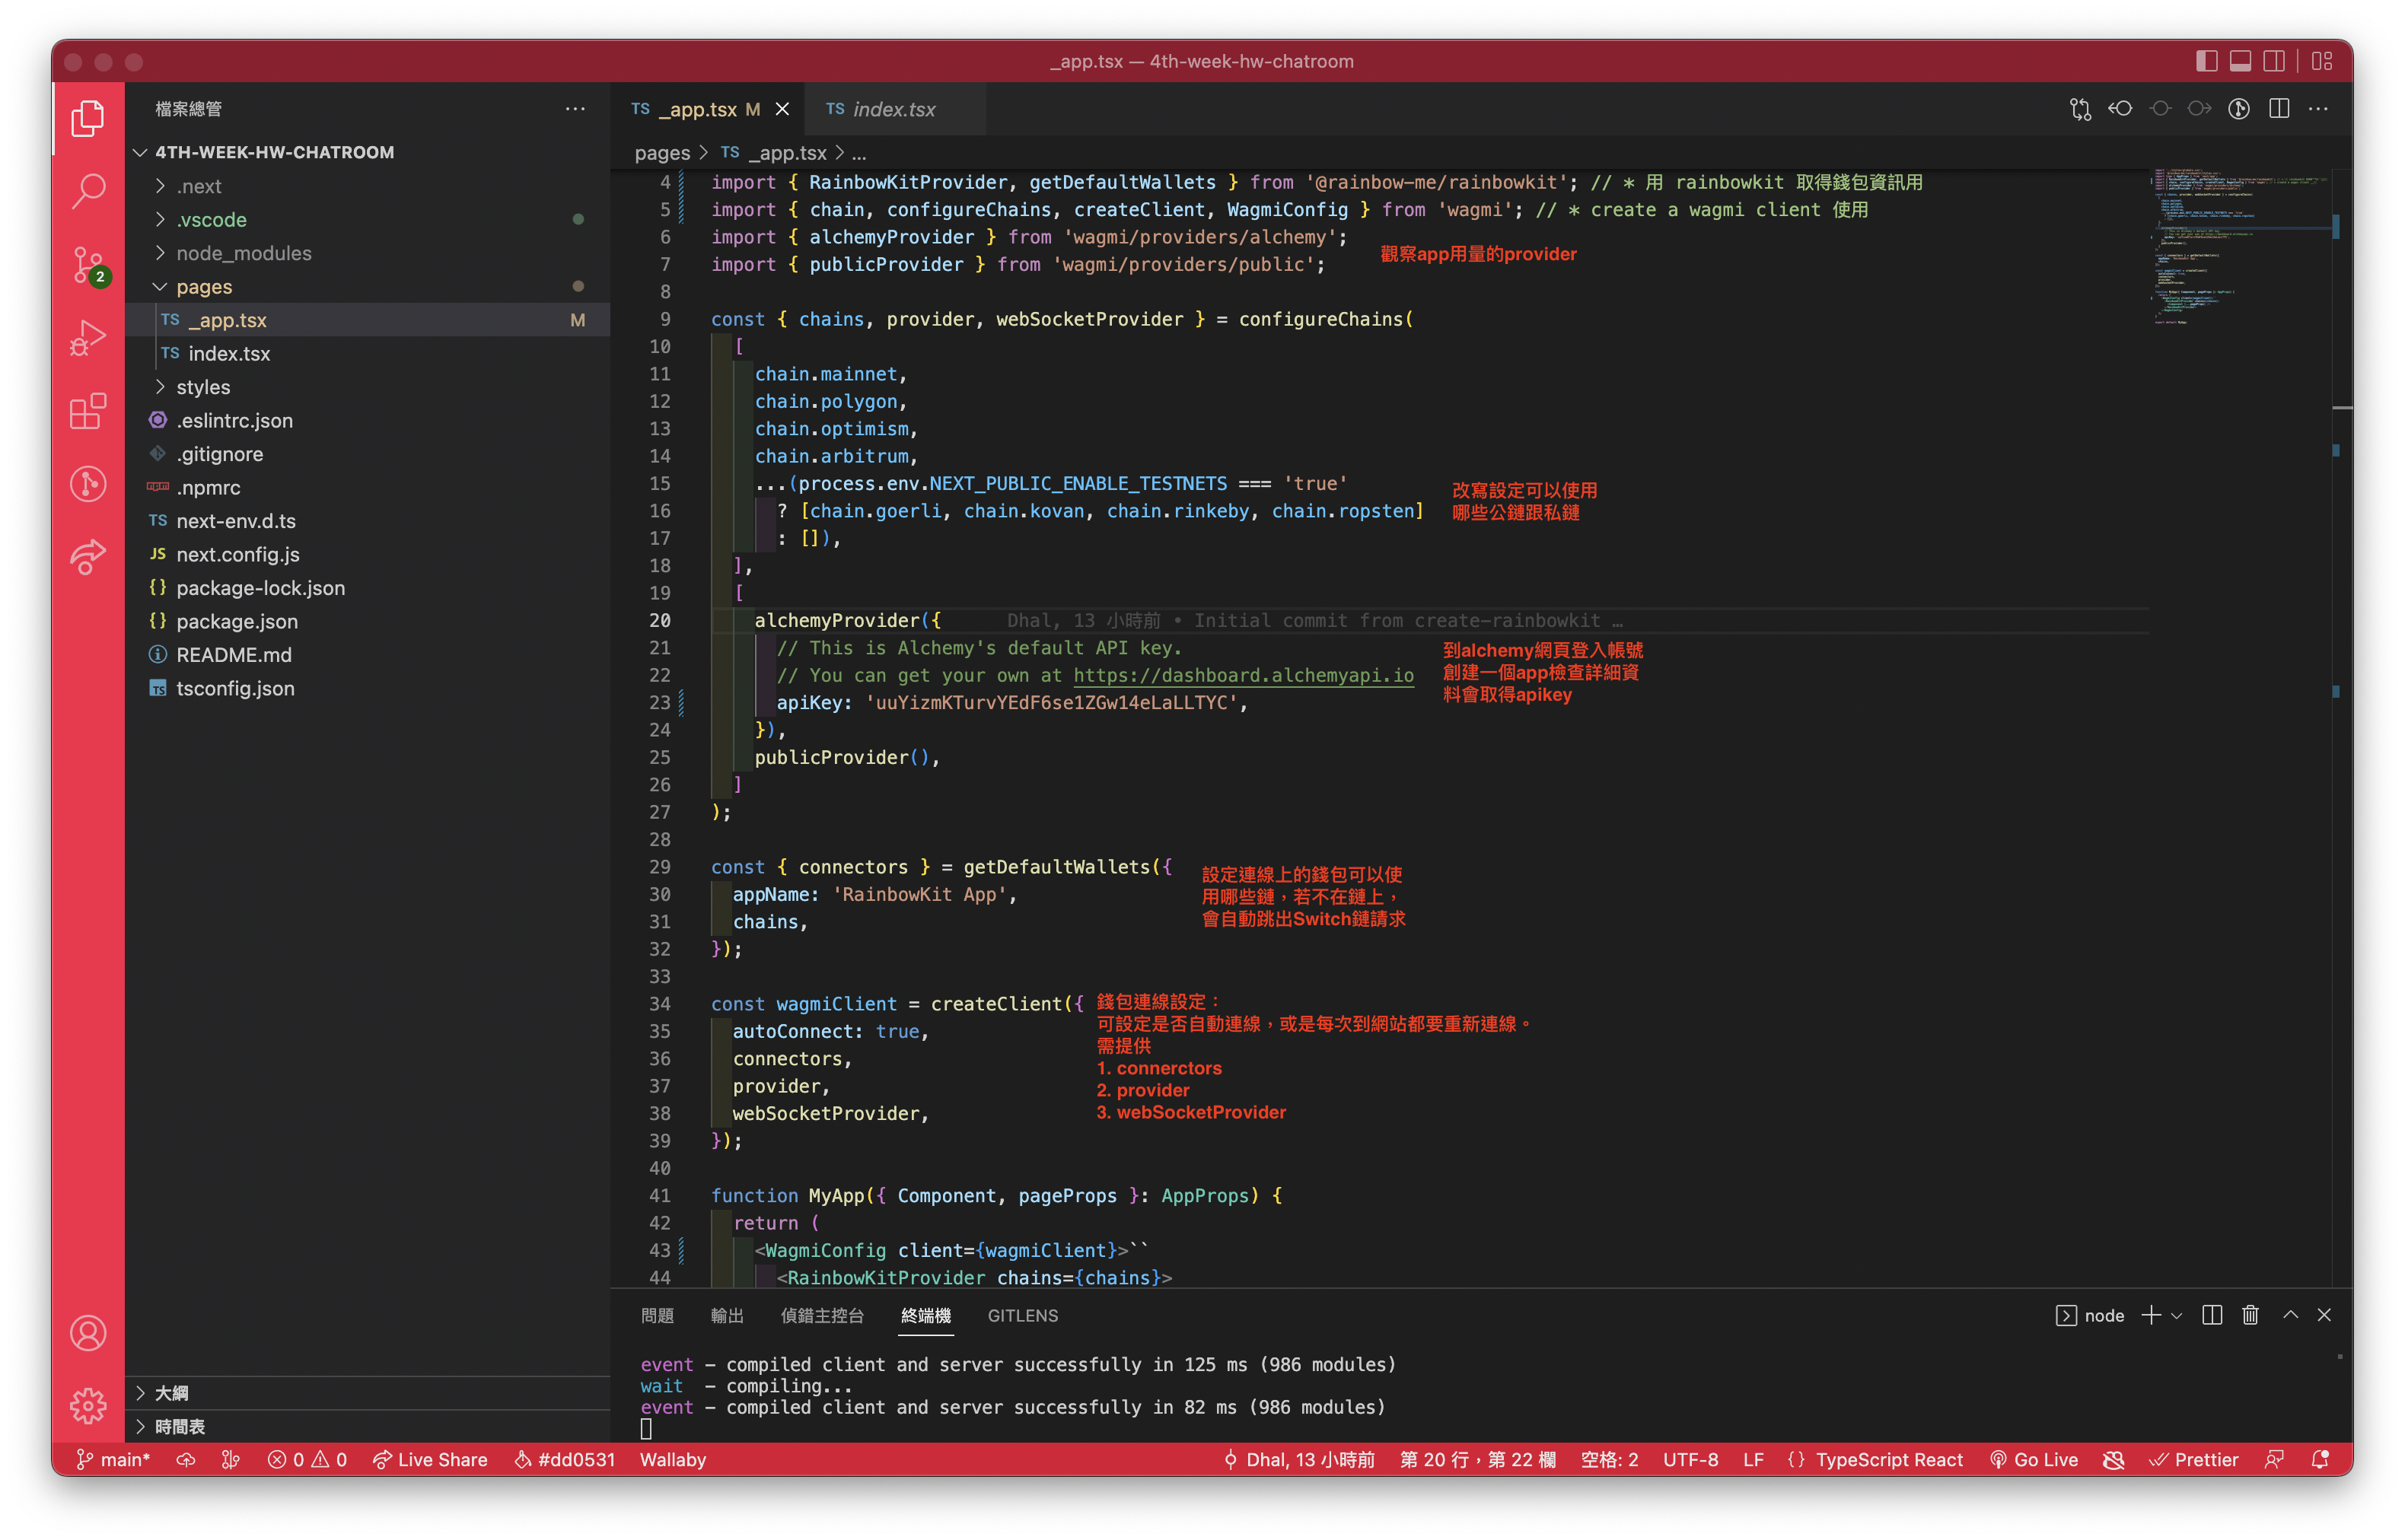 _app.tsx — 4th-week-hw-chatroom
檔案總管
4TH-WEEK-HW-CHATROOM
.next
.vscode
node_modules
pages
TS _app.tsx M
TS index.tsx
styles
.eslintrc.json
.gitignore
.npmrc
TS next-env.d.ts
JS next.config.js
{} package-lock.json
{} package.json
README.md
TS tsconfig.json
大綱
時間表
2
TS _app.tsx M
TS index.tsx
pages > TS _app.tsx > ...
4 import { RainbowKitProvider, getDefaultWallets } from '@rainbow-me/rainbowkit'; // * 用 rainbowkit 取得錢包資訊用
5 import { chain, configureChains, createClient, WagmiConfig } from 'wagmi'; // * create a wagmi client 使用
6 import { alchemyProvider } from 'wagmi/providers/alchemy';
觀察app用量的provider
7 import { publicProvider } from 'wagmi/providers/public';
8
9 const { chains, provider, webSocketProvider } = configureChains(
10 [
11 chain.mainnet,
12 chain.polygon,
13 chain.optimism,
14 chain.arbitrum,
15 ...(process.env.NEXT_PUBLIC_ENABLE_TESTNETS === 'true'
16 ? [chain.goerli, chain.kovan, chain.rinkeby, chain.ropsten]
17 : []),
改寫設定可以使用
哪些公鏈跟私鏈
18 ],
19 [
20 alchemyProvider({ Dhal, 13 小時前 • Initial commit from create-rainbowkit …
21 // This is Alchemy's default API key.
22 // You can get your own at https://dashboard.alchemyapi.io
23 apiKey: 'uuYizmKTurvYEdF6se1ZGw14eLaLLTYC',
到alchemy網頁登入帳號
創建一個app檢查詳細資
料會取得apikey
24 }),
25 publicProvider(),
26 ]
27 );
28
29 const { connectors } = getDefaultWallets({
30 appName: 'RainbowKit App',
31 chains,
32 });
設定連線上的錢包可以使
用哪些鏈，若不在鏈上，
會自動跳出Switch鏈請求
33
34 const wagmiClient = createClient({
35 autoConnect: true,
36 connectors,
37 provider,
38 webSocketProvider,
39 });
錢包連線設定：
可設定是否自動連線，或是每次到網站都要重新連線。
需提供
1. connerctors
2. provider
3. webSocketProvider
40
41 function MyApp({ Component, pageProps }: AppProps) {
42 return (
43 <WagmiConfig client={wagmiClient}>``
44 <RainbowKitProvider chains={chains}>
問題 輸出 偵錯主控台 終端機 GITLENS
node
event - compiled client and server successfully in 125 ms (986 modules)
wait - compiling...
event - compiled client and server successfully in 82 ms (986 modules)
main* 0 0 Live Share #dd0531 Wallaby Dhal, 13 小時前 第 20 行，第 22 欄 空格: 2 UTF-8 LF {} TypeScript React Go Live Prettier